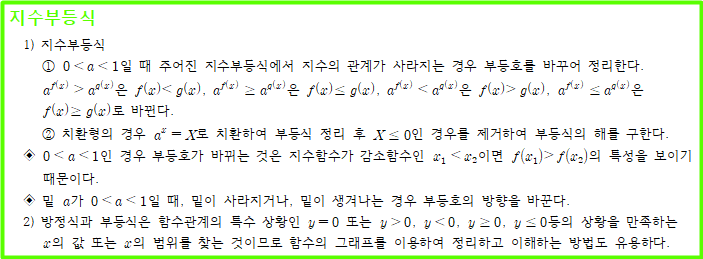 지수부등식
1) 지수부등식
① 0<a<1일 때 주어진 지수부등식에서 지수의 관계가 사라지는 경우 부등호를 바꾸어 정리한다.
a^{f(x)}>a^{g(x)}은 f(x)<g(x), a^{f(x)}≥a^{g(x)}은 f(x)≤g(x), a^{f(x)}<a^{g(x)}은 f(x)>g(x), a^{f(x)}≤a^{g(x)}은
f(x)≥g(x)로 바뀐다.
② 치환형의 경우 a^x=X로 치환하여 부등식 정리 후 X≤0인 경우를 제거하여 부등식의 해를 구한다.
◈ 0<a<1인 경우 부등호가 바뀌는 것은 지수함수가 감소함수인 x₁<x₂이면 f(x₁)>f(x₂)의 특성을 보이기
때문이다.
◈ 밑 a가 0<a<1일 때, 밑이 사라지거나, 밑이 생겨나는 경우 부등호의 방향을 바꾼다.
2) 방정식과 부등식은 함수관계의 특수 상황인 y=0 또는 y>0, y<0, y≥0, y≤0등의 상황을 만족하는
x의 값 또는 x의 범위를 찾는 것이므로 함수의 그래프를 이용하여 정리하고 이해하는 방법도 유용하다.